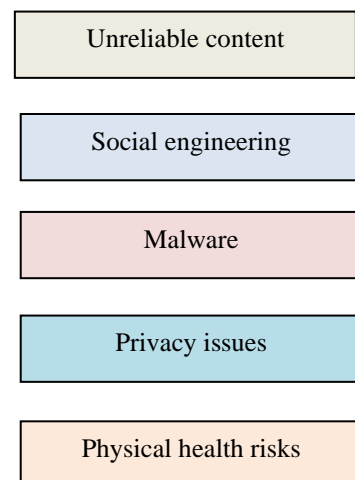 Unreliable content
Social engineering
Malware
Privacy issues
Physical health risks